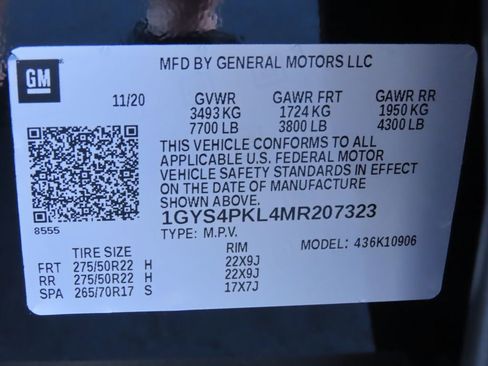 MFD BY GENERAL MOTORS LLC
GM
11/20 GVWR GAWR FRT GAWR RR
3493 KG 1724 KG 1950 KG
7700 LB 3800 LB 4300 LB
THIS VEHICLE CONFORMS TO ALL
APPLICABLE U.S. FEDERAL MOTOR
VEHICLE SAFETY STANDARDS IN EFFECT
ON THE DATE OF MANUFACTURE
SHOWN ABOVE.
8555
1GYS4PKL4MR207323
TYPE: M.P.V. MODEL: 436K10906
TIRE SIZE RIM
FRT 275/50R22 H 22X9J
RR 275/50R22 H 22X9J
SPA 265/70R17 S 17X7J